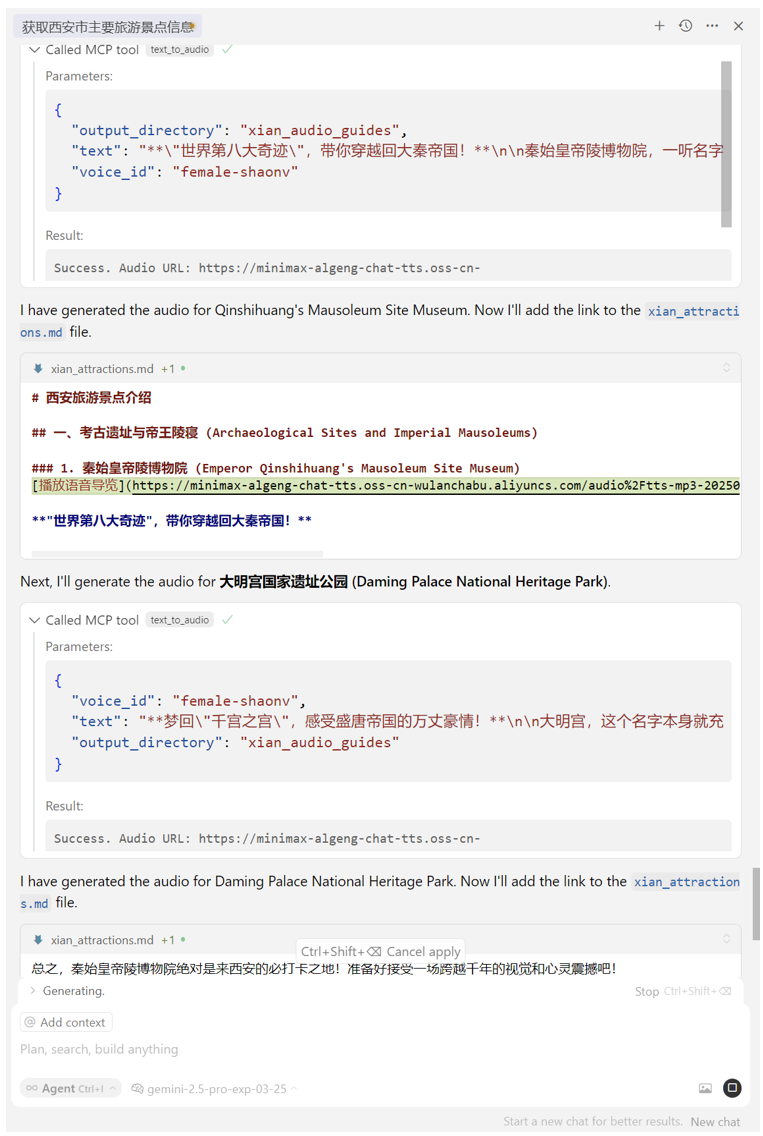 获取西安市主要旅游景点信息
Called MCP tool text_to_audio
Parameters:
{
"output_directory": "xian_audio_guides",
"text": "**\"世界第八大奇迹\", 带你穿越回大秦帝国! **\n\n秦始皇帝陵博物院, 一听名字
"voice_id": "female-shaonv"
}
Result:
Success. Audio URL: https://minimax-algeng-chat-tts.oss-cn-
I have generated the audio for Qinshihuang's Mausoleum Site Museum. Now I'll add the link to the xian_attracti
ons.md file.
xian_attractions.md +1
# 西安旅游景点介绍
## 一、考古遗址与帝王陵寝 (Archaeological Sites and Imperial Mausoleums)
### 1. 秦始皇帝陵博物院 (Emperor Qinshihuang's Mausoleum Site Museum)
[播放语音导览](https://minimax-algeng-chat-tts.oss-cn-wulanchabu.aliyuncs.com/audio%2Ftts-mp3-20250
**"世界第八大奇迹", 带你穿越回大秦帝国! **
Next, I'll generate the audio for 大明宫国家遗址公园 (Daming Palace National Heritage Park).
Called MCP tool text_to_audio
Parameters:
{
"voice_id": "female-shaonv",
"text": "**梦回\"千宫之宫\", 感受盛唐帝国的万丈豪情! **\n\n大明宫, 这个名字本身就充
"output_directory": "xian_audio_guides"
}
Result:
Success. Audio URL: https://minimax-algeng-chat-tts.oss-cn-
I have generated the audio for Daming Palace National Heritage Park. Now I'll add the link to the xian_attraction
s.md file.
xian_attractions.md +1
Ctrl+Shift+⌫ Cancel apply
总之, 秦始皇帝陵博物院绝对是来西安的必打卡之地! 准备好接受一场跨越千年的视觉和心灵震撼吧!
Generating.
Stop Ctrl+Shift+⌫
@ Add context
Plan, search, build anything
Agent Ctrl+I
gemini-2.5-pro-exp-03-25
Start a new chat for better results. New chat